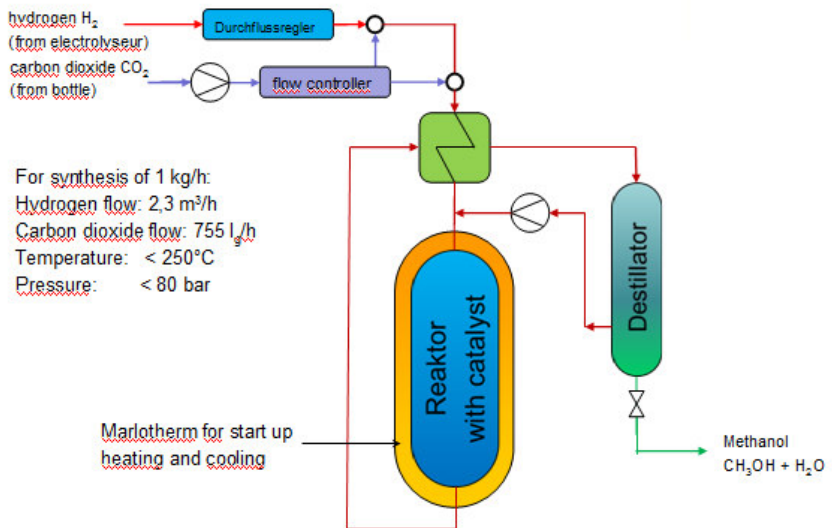 hydrogen H₂
(from electrolyseur)
Durchflussregler
carbon dioxide CO₂
(from bottle)
flow controller
For synthesis of 1 kg/h:
Hydrogen flow: 2,3 m³/h
Carbon dioxide flow: 755 lg/h
Temperature: < 250°C
Pressure: < 80 bar
Destillator
Reaktor
with catalyst
Marlotherm for start up
heating and cooling
Methanol
CH₃OH + H₂O